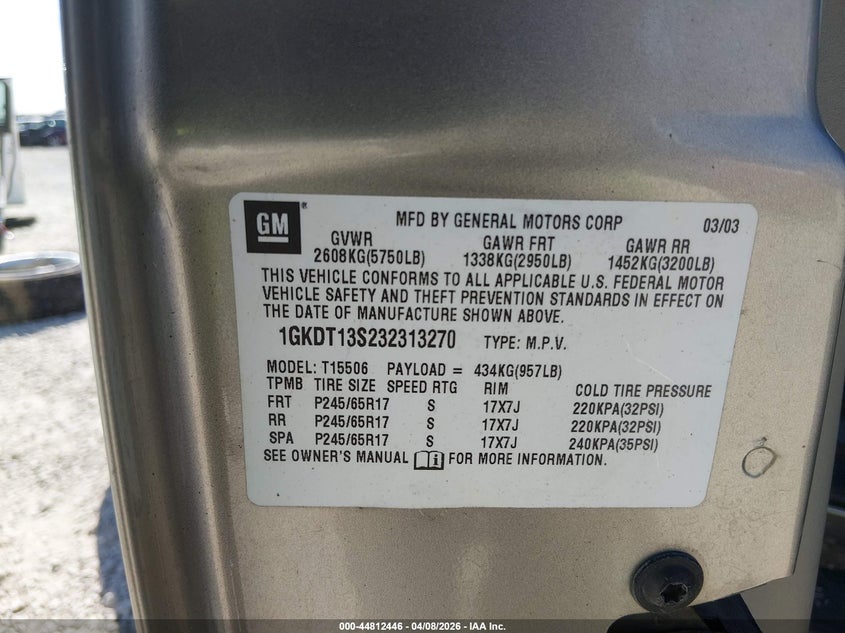 GM ® MFD BY GENERAL MOTORS CORP 03/03
GVWR GAWR FRT GAWR RR
2608KG(5750LB) 1338KG(2950LB) 1452KG(3200LB)
THIS VEHICLE CONFORMS TO ALL APPLICABLE U.S. FEDERAL MOTOR
VEHICLE SAFETY AND THEFT PREVENTION STANDARDS IN EFFECT ON
THE DATE OF MANUFACTURE SHOWN ABOVE.
1GKDT13S232313270 TYPE: M.P.V.
MODEL: T15506 PAYLOAD = 434KG(957LB)
TPMB TIRE SIZE SPEED RTG RIM COLD TIRE PRESSURE
FRT P245/65R17 S 17X7J 220KPA(32PSI)
RR P245/65R17 S 17X7J 220KPA(32PSI)
SPA P245/65R17 S 17X7J 240KPA(35PSI)
SEE OWNER'S MANUAL FOR MORE INFORMATION.
000-44812446 - 04/08/2026 - IAA Inc.